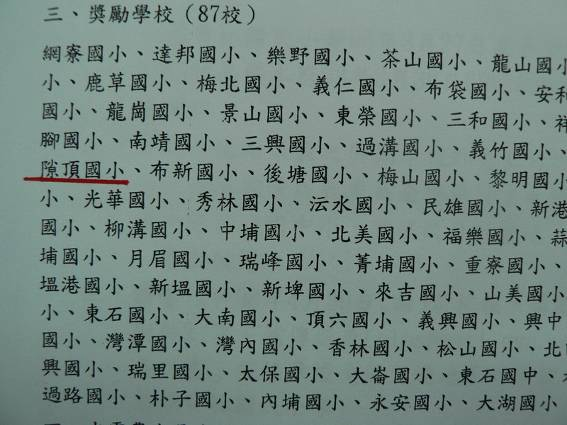 三、獎勵學校（87校）
網寮國小、達邦國小、樂野國小、茶山國小、龍山國
小、鹿草國小、梅北國小、義仁國小、布袋國小、安和
國小、龍崗國小、景山國小、東榮國小、三和國小、祥
腳國小、南靖國小、三興國小、過溝國小、義竹國小、
隙頂國小、布新國小、後塘國小、梅山國小、黎明國小
小、光華國小、秀林國小、沄水國小、民雄國小、新港
國小、柳溝國小、中埔國小、北美國小、福樂國小、蒜
埔國小、月眉國小、瑞峰國小、菁埔國小、重寮國小、
塭港國小、新塭國小、新埤國小、來吉國小、山美國小
小、東石國小、大南國小、頂六國小、義興國小、興中
國小、灣潭國小、灣內國小、香林國小、松山國小、北
興國小、瑞里國小、太保國小、大崙國小、東石國中、
過路國小、朴子國小、內埔國小、永安國小、大湖國小、